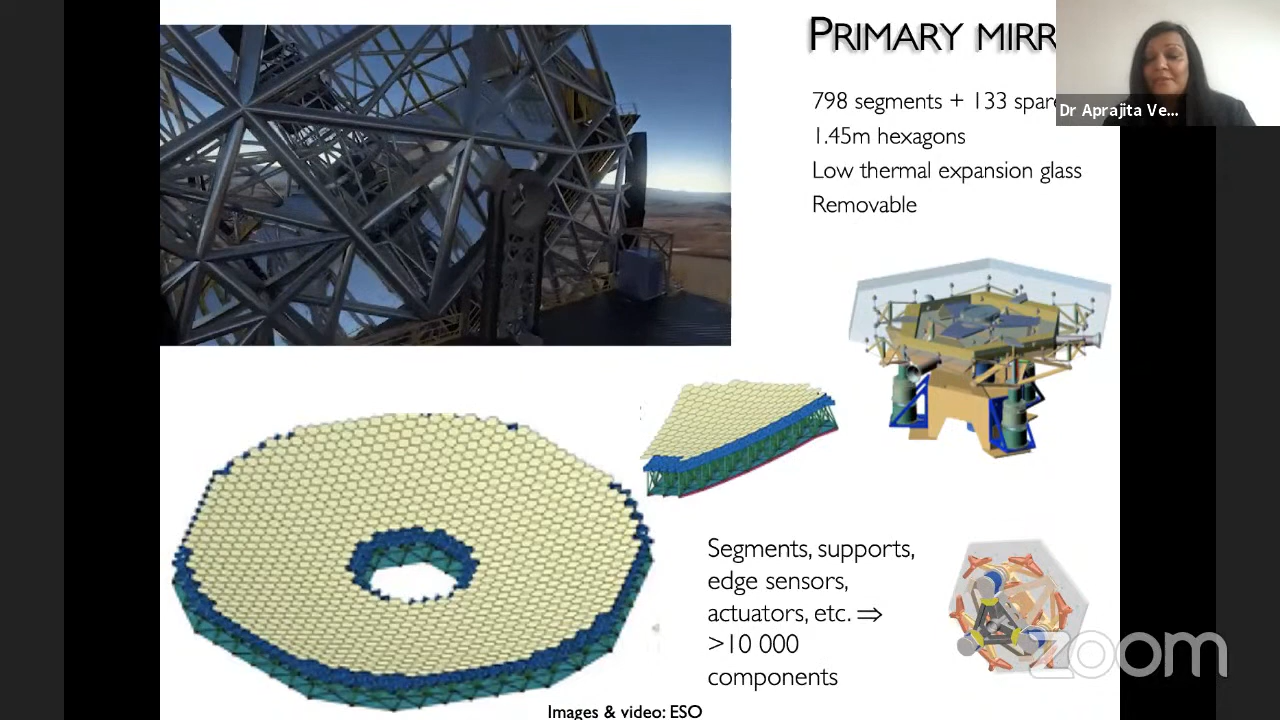 PRIMARY MIRR
798 segments + 133 spar
Dr Aprajita Ve...
1.45m hexagons
Low thermal expansion glass
Removable
Segments, supports,
edge sensors,
actuators, etc. ⇒
>10 000
components
zoom
Images & video: ESO